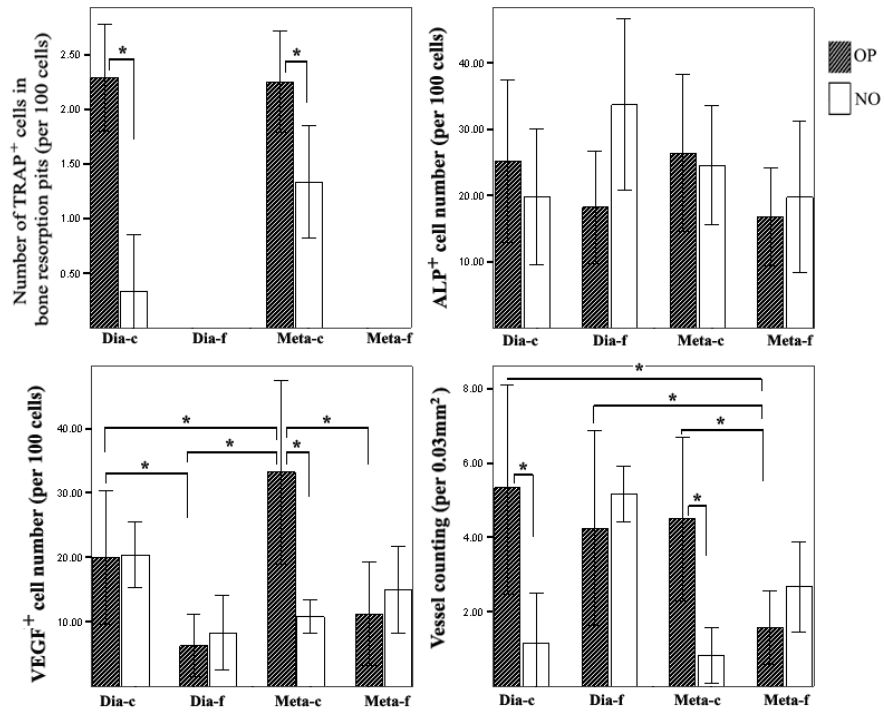 Number of TRAP⁺ cells in
bone resorption pits (per 100 cells)
2.50
2.00
1.50
1.00
0.50
*
*
Dia-c Dia-f Meta-c Meta-f
ALP⁺ cell number (per 100 cells)
40.00
30.00
20.00
10.00
Dia-c Dia-f Meta-c Meta-f
OP
NO
VEGF⁺ cell number (per 100 cells)
40.00
30.00
20.00
10.00
*
*
*
*
*
Dia-c Dia-f Meta-c Meta-f
Vessel counting (per 0.03mm²)
8.00
6.00
4.00
2.00
*
*
*
*
*
Dia-c Dia-f Meta-c Meta-f